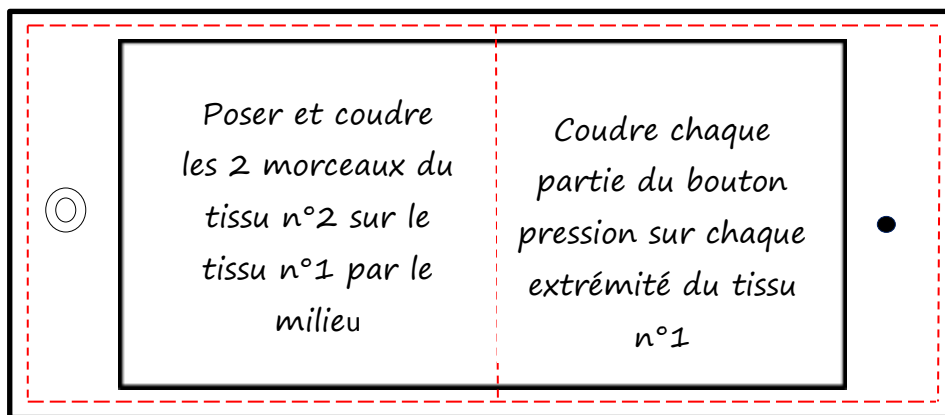 Poser et coudre
les 2 morceaux du
tissu n°2 sur le
tissu n°1 par le
milieu
Coudre chaque
partie du bouton
pression sur chaque
extrémité du tissu
n°1